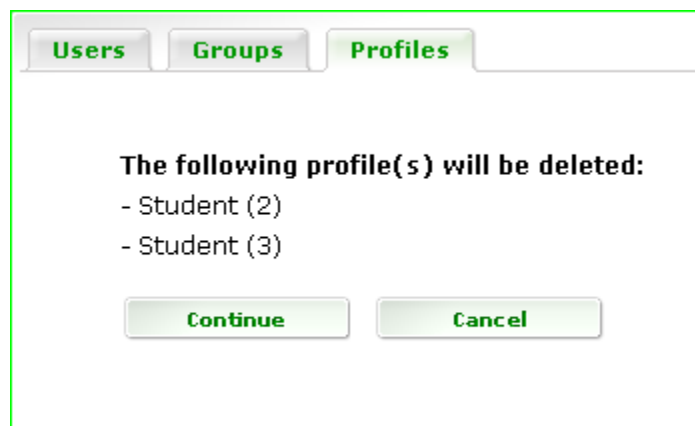 Users Groups Profiles
The following profile(s) will be deleted:
- Student (2)
- Student (3)
Continue Cancel